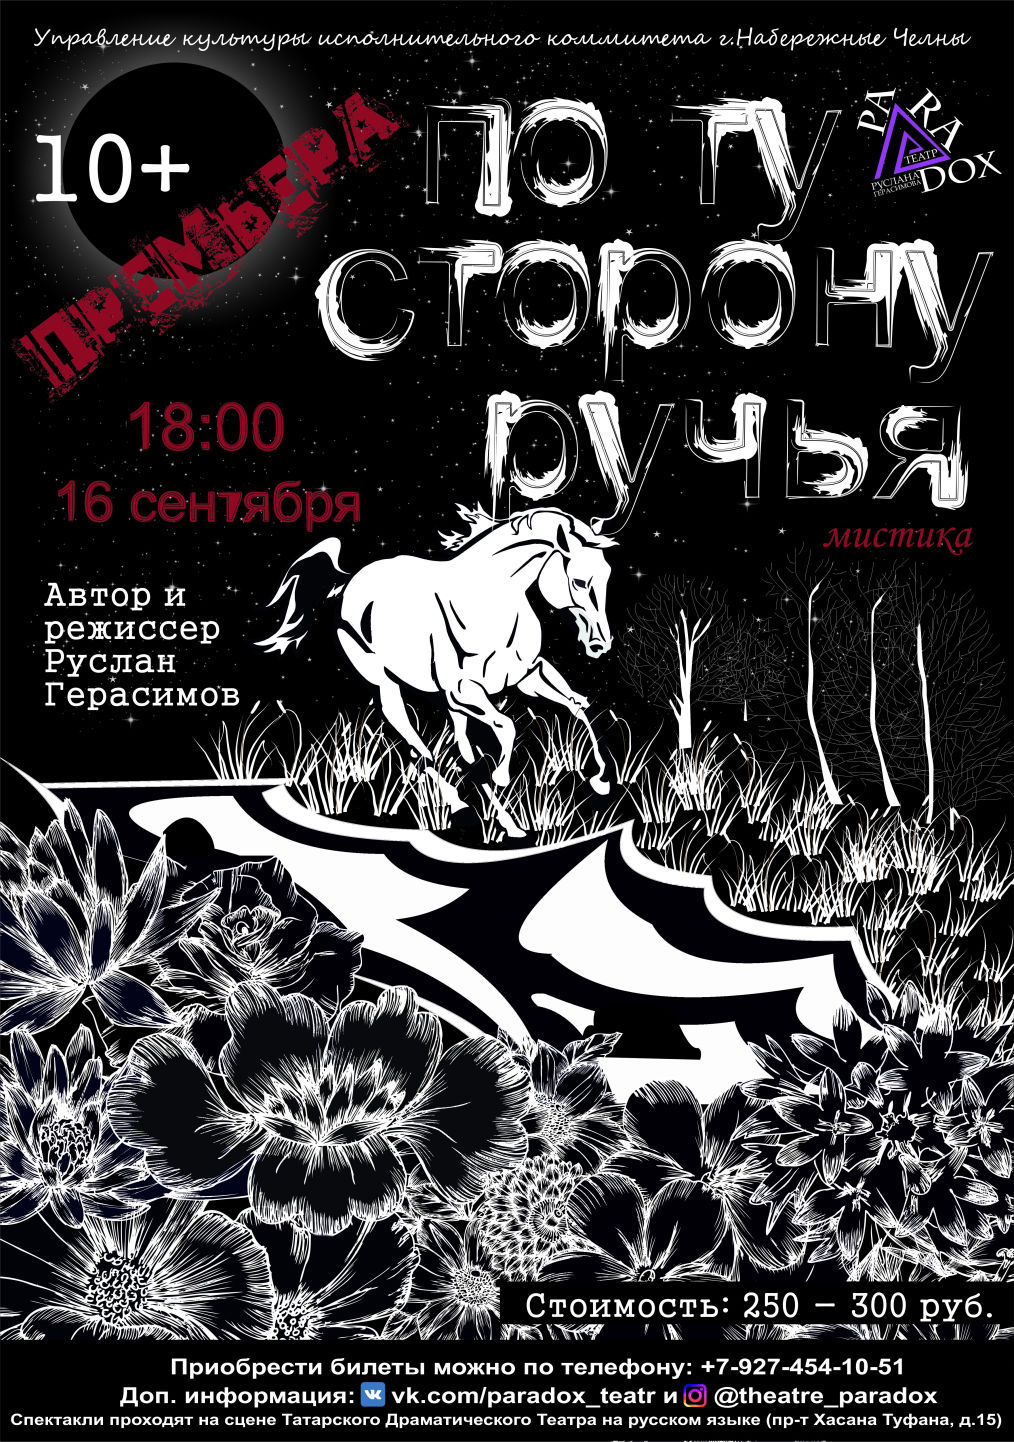 Управление культуры исполнительного коммитета г.Набережные Челны
10+
ПРЕМЬЕРА
по ту
сторону
ручья
PARADOX
ТЕАТР
РУСЛАНА
ГЕРАСИМОВА
18:00
16 сентября
мистика
Автор и
режиссер
Руслан
Герасимов
Стоимость: 250 – 300 руб.
Приобрести билеты можно по телефону: +7-927-454-10-51
Доп. информация: vk.com/paradox_teatr и @theatre_paradox
Спектакли проходят на сцене Татарского Драматического Театра на русском языке (пр-т Хасана Туфана, д.15)